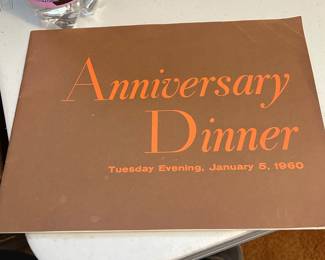 Anniversary
Dinner
Tuesday Evening, January 5, 1960